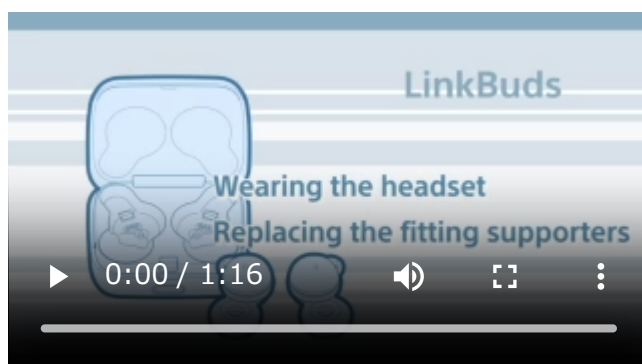 LinkBuds
Wearing the headset
Replacing the fitting supporters
0:00 / 1:16